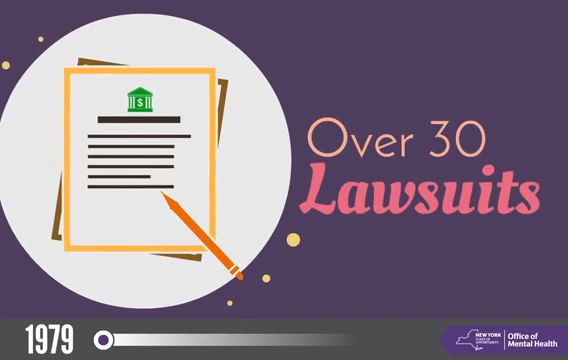 $
Over 30
Lawsuits
1979
NEW YORK
STATE OF
OPPORTUNITY
Office of
Mental Health